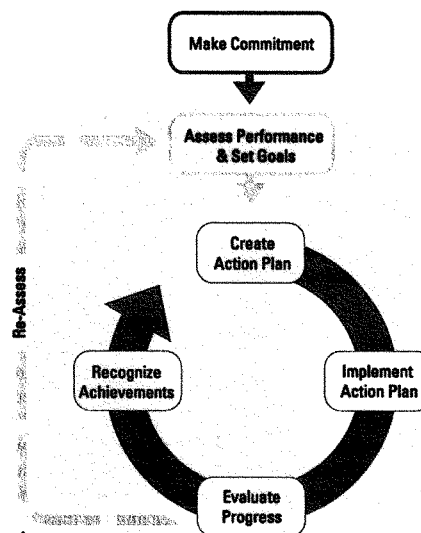 Make Commitment
Assess Performance
& Set Goals
Create
Action Plan
Re-Assess
Recognize
Achievements
Implement
Action Plan
Evaluate
Progress